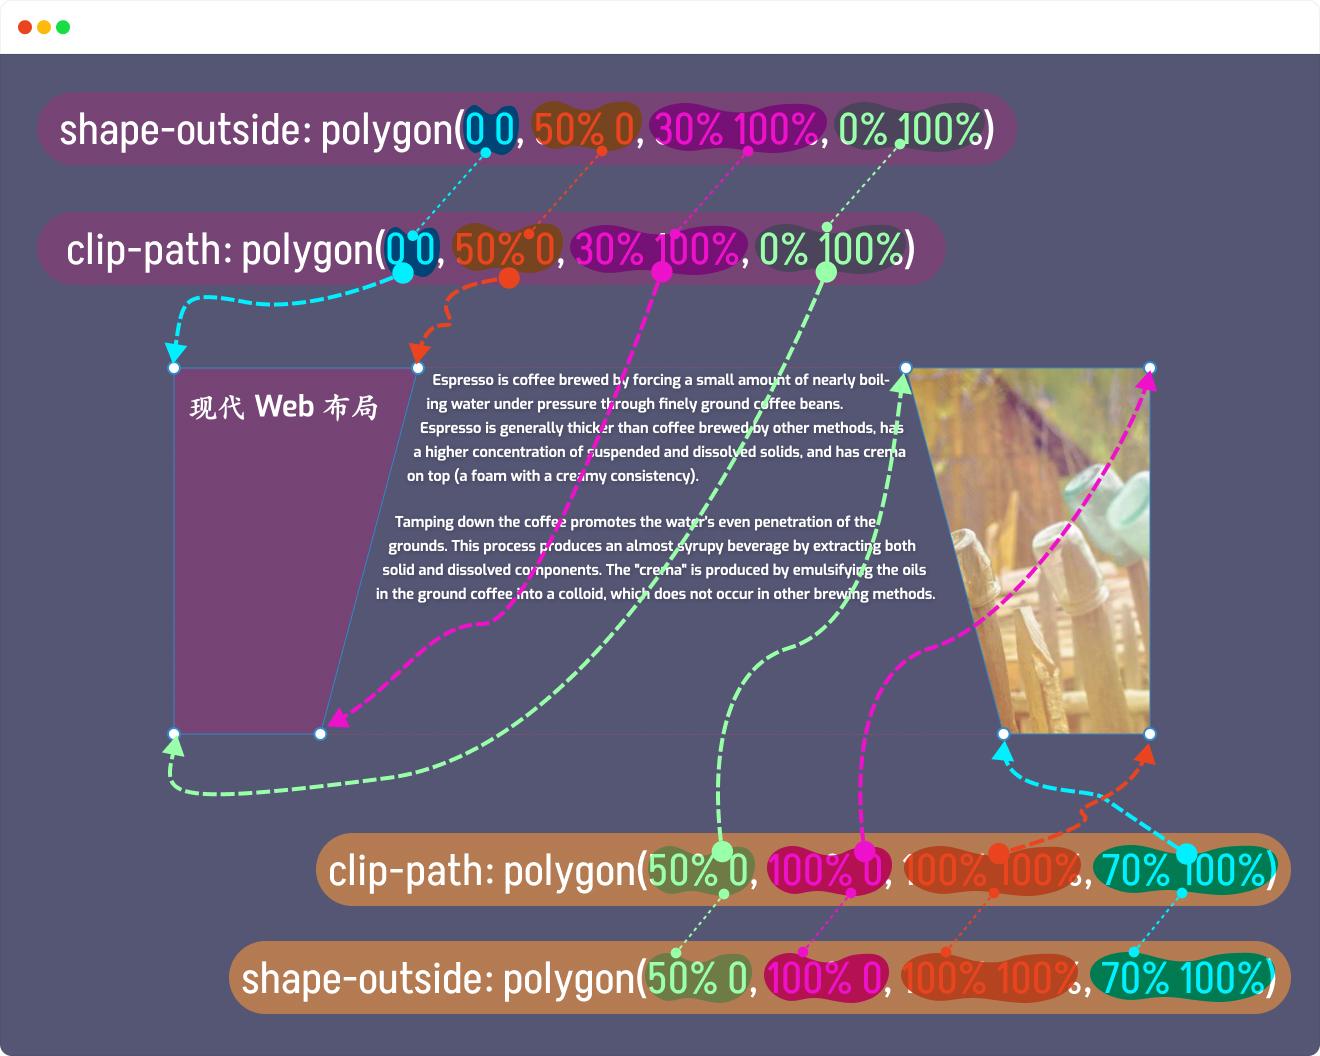 shape-outside: polygon(0 0, 50% 0, 30% 100%, 0% 100%)
clip-path: polygon(0 0, 50% 0, 30% 100%, 0% 100%)
现代 Web 布局
Espresso is coffee brewed by forcing a small amount of nearly boil-
ing water under pressure through finely ground coffee beans.
Espresso is generally thicker than coffee brewed by other methods, has
a higher concentration of suspended and dissolved solids, and has crema
on top (a foam with a creamy consistency).
Tamping down the coffee promotes the water's even penetration of the
grounds. This process produces an almost syrupy beverage by extracting both
solid and dissolved components. The "crema" is produced by emulsifying the oils
in the ground coffee into a colloid, which does not occur in other brewing methods.
clip-path: polygon(50% 0, 100% 0, 100% 100%, 70% 100%)
shape-outside: polygon(50% 0, 100% 0, 100% 100%, 70% 100%)